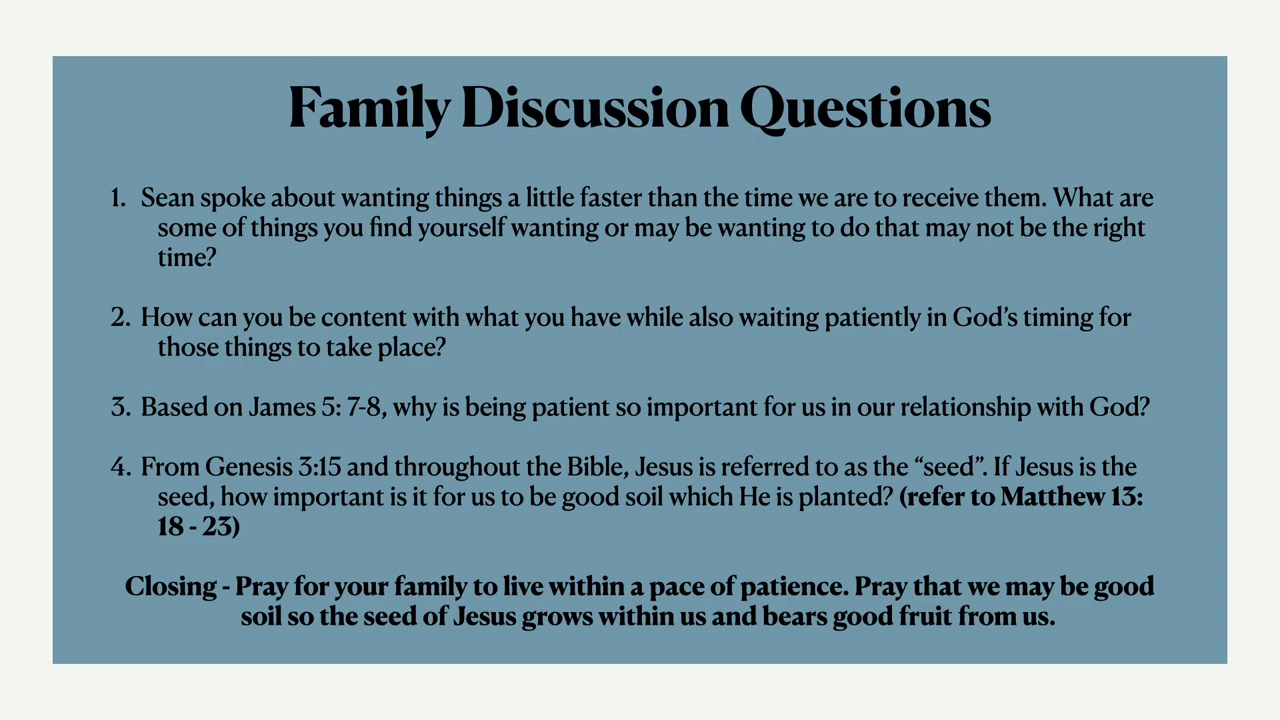 Family Discussion Questions
1. Sean spoke about wanting things a little faster than the time we are to receive them. What are
some of things you find yourself wanting or may be wanting to do that may not be the right
time?
2. How can you be content with what you have while also waiting patiently in God’s timing for
those things to take place?
3. Based on James 5: 7-8, why is being patient so important for us in our relationship with God?
4. From Genesis 3:15 and throughout the Bible, Jesus is referred to as the “seed”. If Jesus is the
seed, how important is it for us to be good soil which He is planted? (refer to Matthew 13:
18 - 23)
Closing - Pray for your family to live within a pace of patience. Pray that we may be good
soil so the seed of Jesus grows within us and bears good fruit from us.